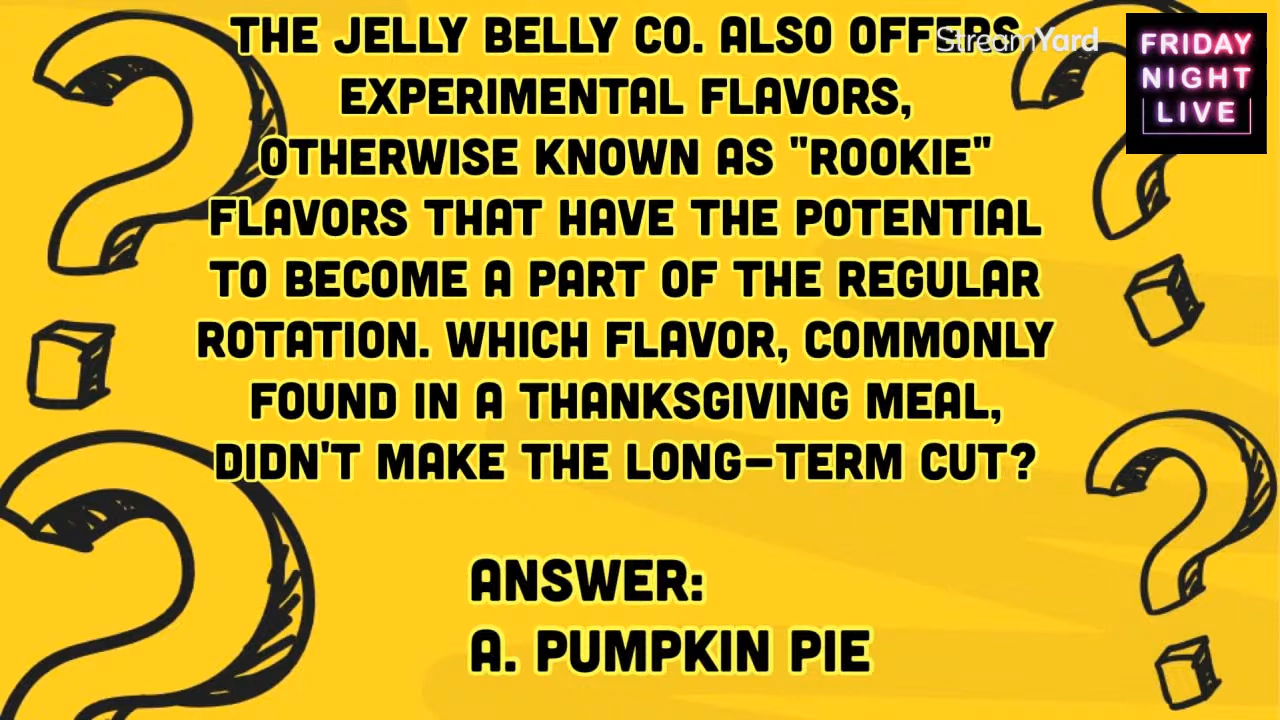 THE JELLY BELLY CO. ALSO OFFERS
StreamYard
FRIDAY
NIGHT
LIVE
EXPERIMENTAL FLAVORS,
OTHERWISE KNOWN AS "ROOKIE"
FLAVORS THAT HAVE THE POTENTIAL
TO BECOME A PART OF THE REGULAR
ROTATION. WHICH FLAVOR, COMMONLY
FOUND IN A THANKSGIVING MEAL,
DIDN'T MAKE THE LONG-TERM CUT?
ANSWER:
A. PUMPKIN PIE